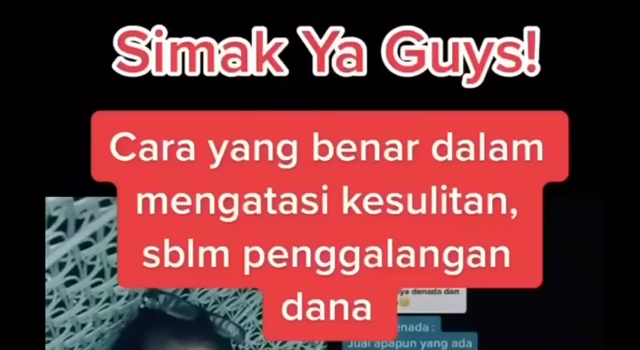 Simak Ya Guys!
Cara yang benar dalam
mengatasi kesulitan,
sblm penggalangan
dana
ya denada dan
enada :
Jual apapun yang ada